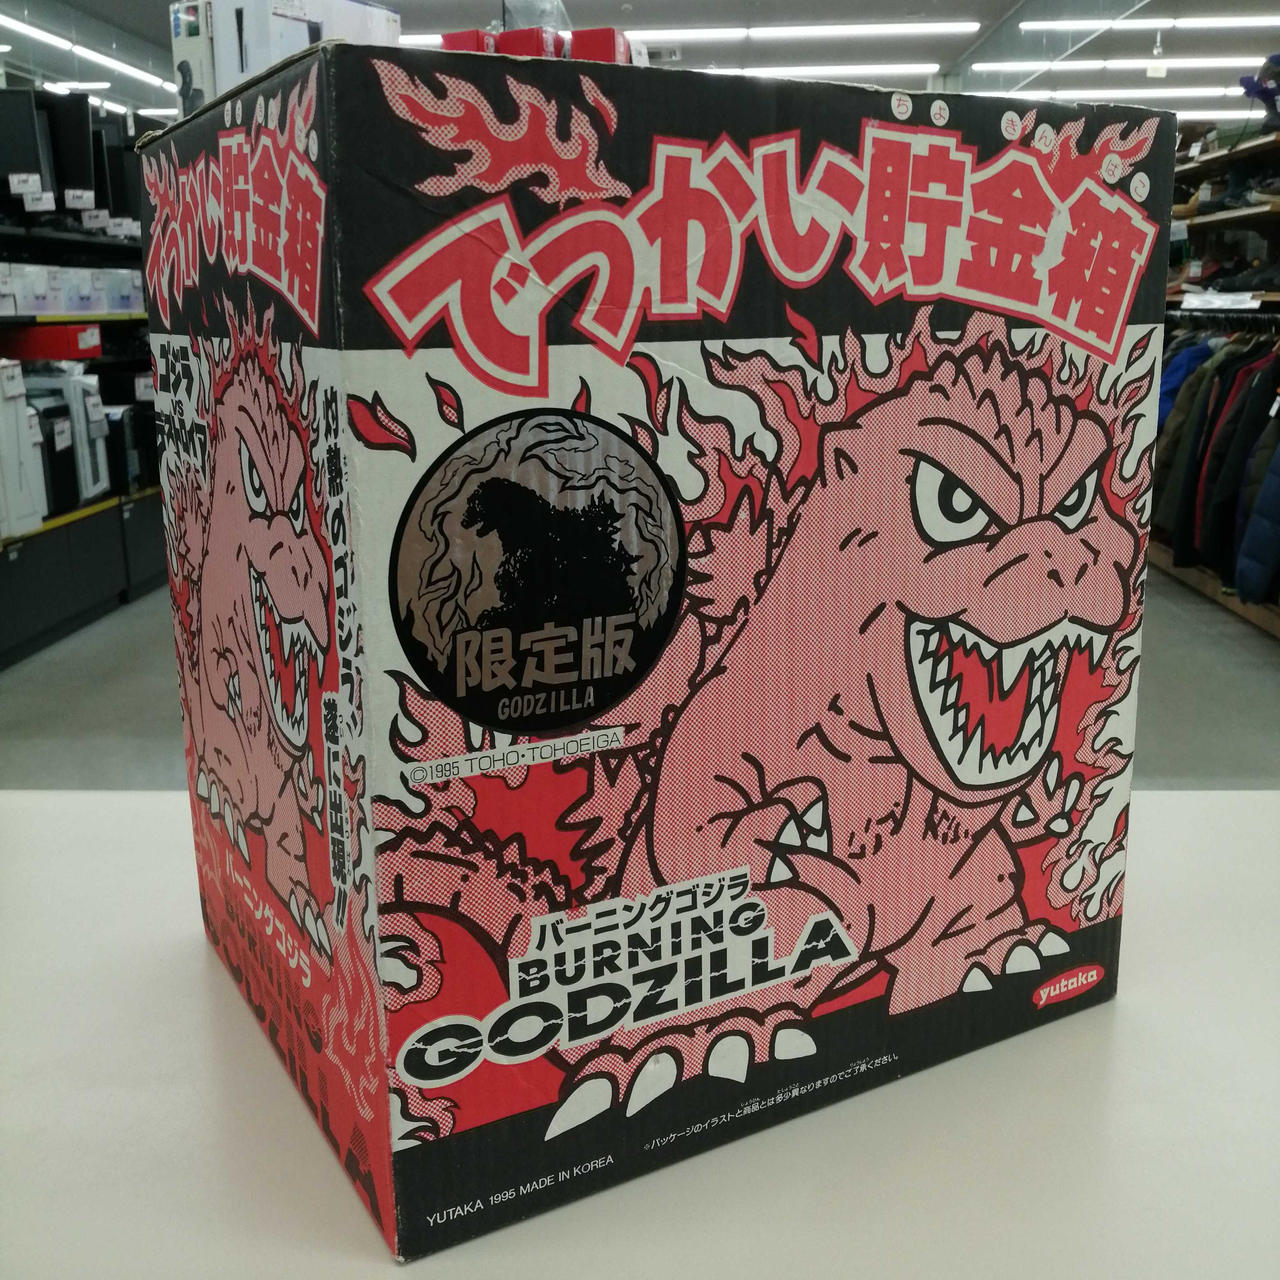 ちょきんばこ
でっかい貯金箱
でっかい貯金箱
ゴジラ
VS
デストロイア
灼熱のゴジラ、
遂に出現!!
限定版
GODZILLA
©1995 TOHO・TOHOEIGA
バーニングゴジラ
BURNING
GODZILLA
バーニングゴジラ
BURNING
GODZILLA
yutaka
※パッケージのイラストと商品とは多少異なりますのでご了承ください。
YUTAKA 1995 MADE IN KOREA